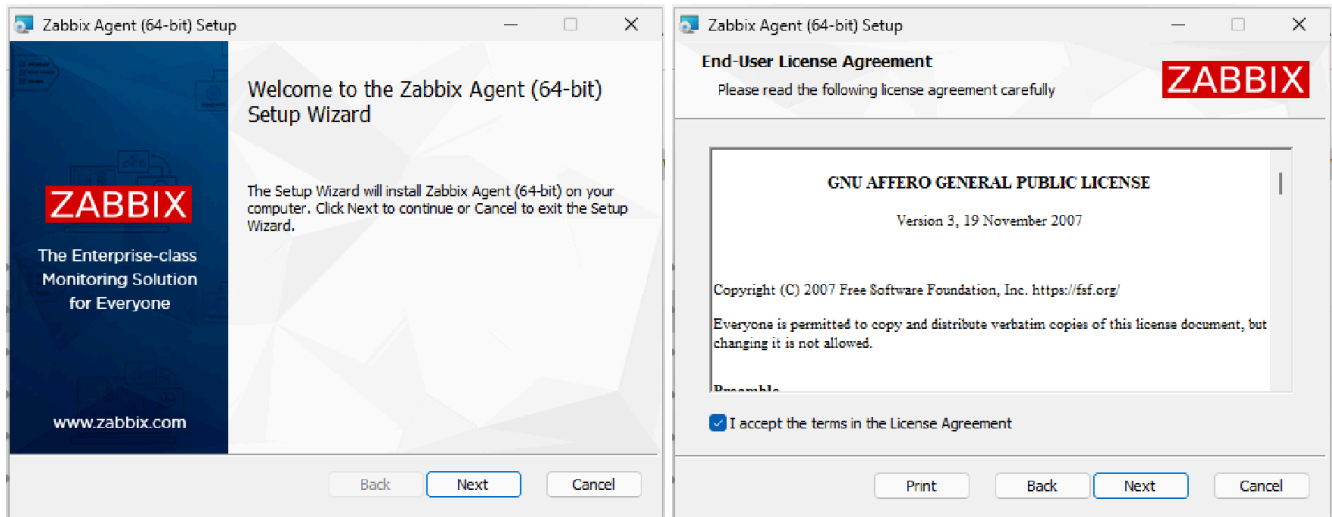 Zabbix Agent (64-bit) Setup
ZABBIX
The Enterprise-class
Monitoring Solution
for Everyone
www.zabbix.com
Welcome to the Zabbix Agent (64-bit)
Setup Wizard
The Setup Wizard will install Zabbix Agent (64-bit) on your
computer. Click Next to continue or Cancel to exit the Setup
Wizard.
Back Next Cancel
Zabbix Agent (64-bit) Setup
End-User License Agreement
Please read the following license agreement carefully
ZABBIX
GNU AFFERO GENERAL PUBLIC LICENSE
Version 3, 19 November 2007
Copyright (C) 2007 Free Software Foundation, Inc. https://fsf.org/
Everyone is permitted to copy and distribute verbatim copies of this license document, but
changing it is not allowed.
Preamble
I accept the terms in the License Agreement
Print Back Next Cancel